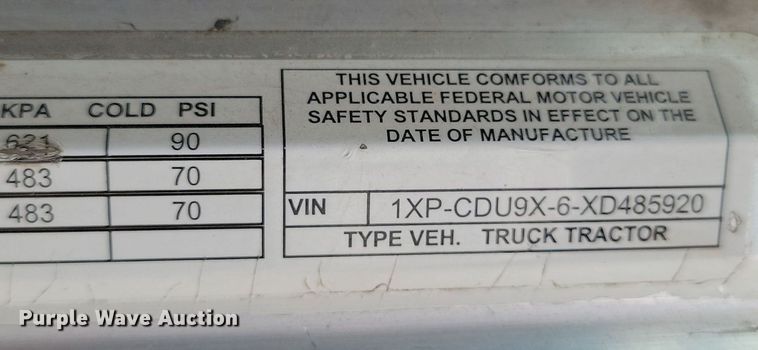 KPA COLD PSI
621 90
483 70
483 70
THIS VEHICLE COMFORMS TO ALL
APPLICABLE FEDERAL MOTOR VEHICLE
SAFETY STANDARDS IN EFFECT ON THE
DATE OF MANUFACTURE
VIN 1XP-CDU9X-6-XD485920
TYPE VEH. TRUCK TRACTOR
Purple Wave Auction